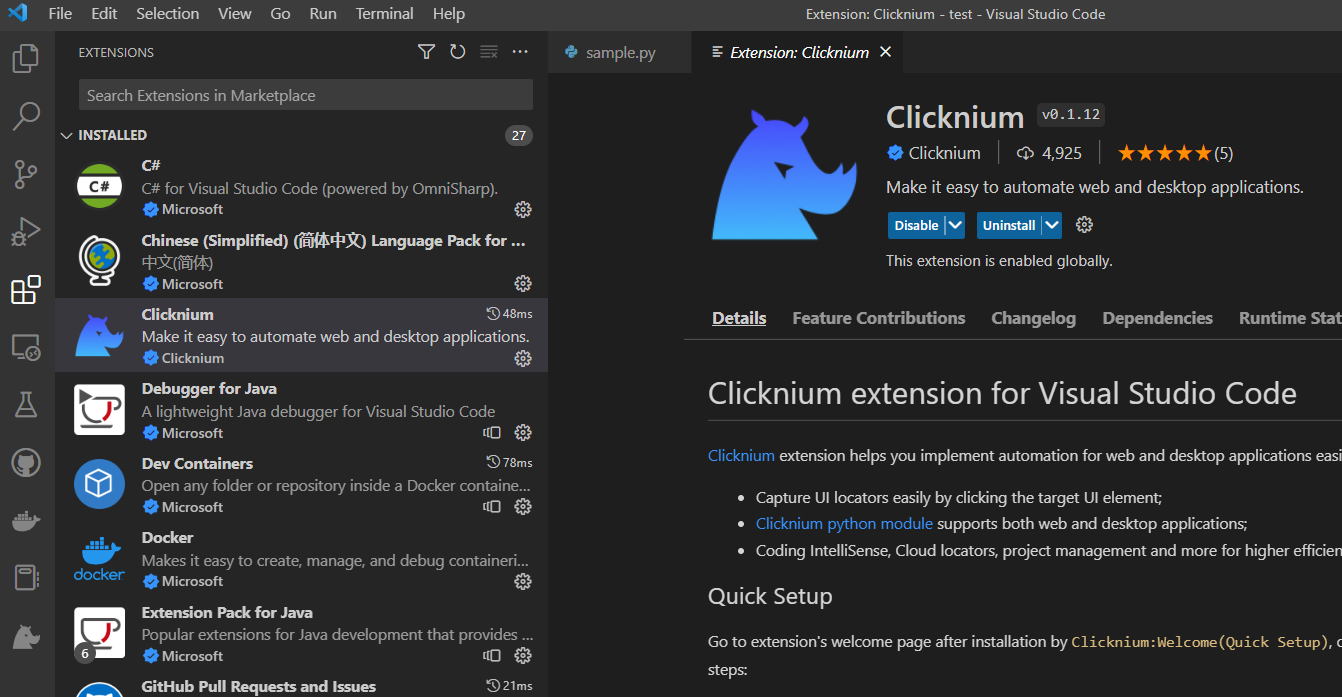 File Edit Selection View Go Run Terminal Help
Extension: Clicknium - test - Visual Studio Code
EXTENSIONS
Search Extensions in Marketplace
INSTALLED 27
C#
C#
C# for Visual Studio Code (powered by OmniSharp).
Microsoft
Chinese (Simplified) (简体中文) Language Pack for ...
中文(简体)
Microsoft
Clicknium 48ms
Make it easy to automate web and desktop applications.
Clicknium
Debugger for Java
A lightweight Java debugger for Visual Studio Code
Microsoft
Dev Containers 78ms
Open any folder or repository inside a Docker containe...
Microsoft
Docker
docker
Makes it easy to create, manage, and debug containeri...
Microsoft
Extension Pack for Java
6
Popular extensions for Java development that provides ...
Microsoft
GitHub Pull Requests and Issues 21ms
sample.py
Extension: Clicknium
Clicknium v0.1.12
Clicknium 4,925 (5)
Make it easy to automate web and desktop applications.
Disable Uninstall
This extension is enabled globally.
Details Feature Contributions Changelog Dependencies Runtime Stat
Clicknium extension for Visual Studio Code
Clicknium extension helps you implement automation for web and desktop applications easi
• Capture UI locators easily by clicking the target UI element;
• Clicknium python module supports both web and desktop applications;
• Coding IntelliSense, Cloud locators, project management and more for higher efficien
Quick Setup
Go to extension's welcome page after installation by Clicknium:Welcome(Quick Setup),
steps: